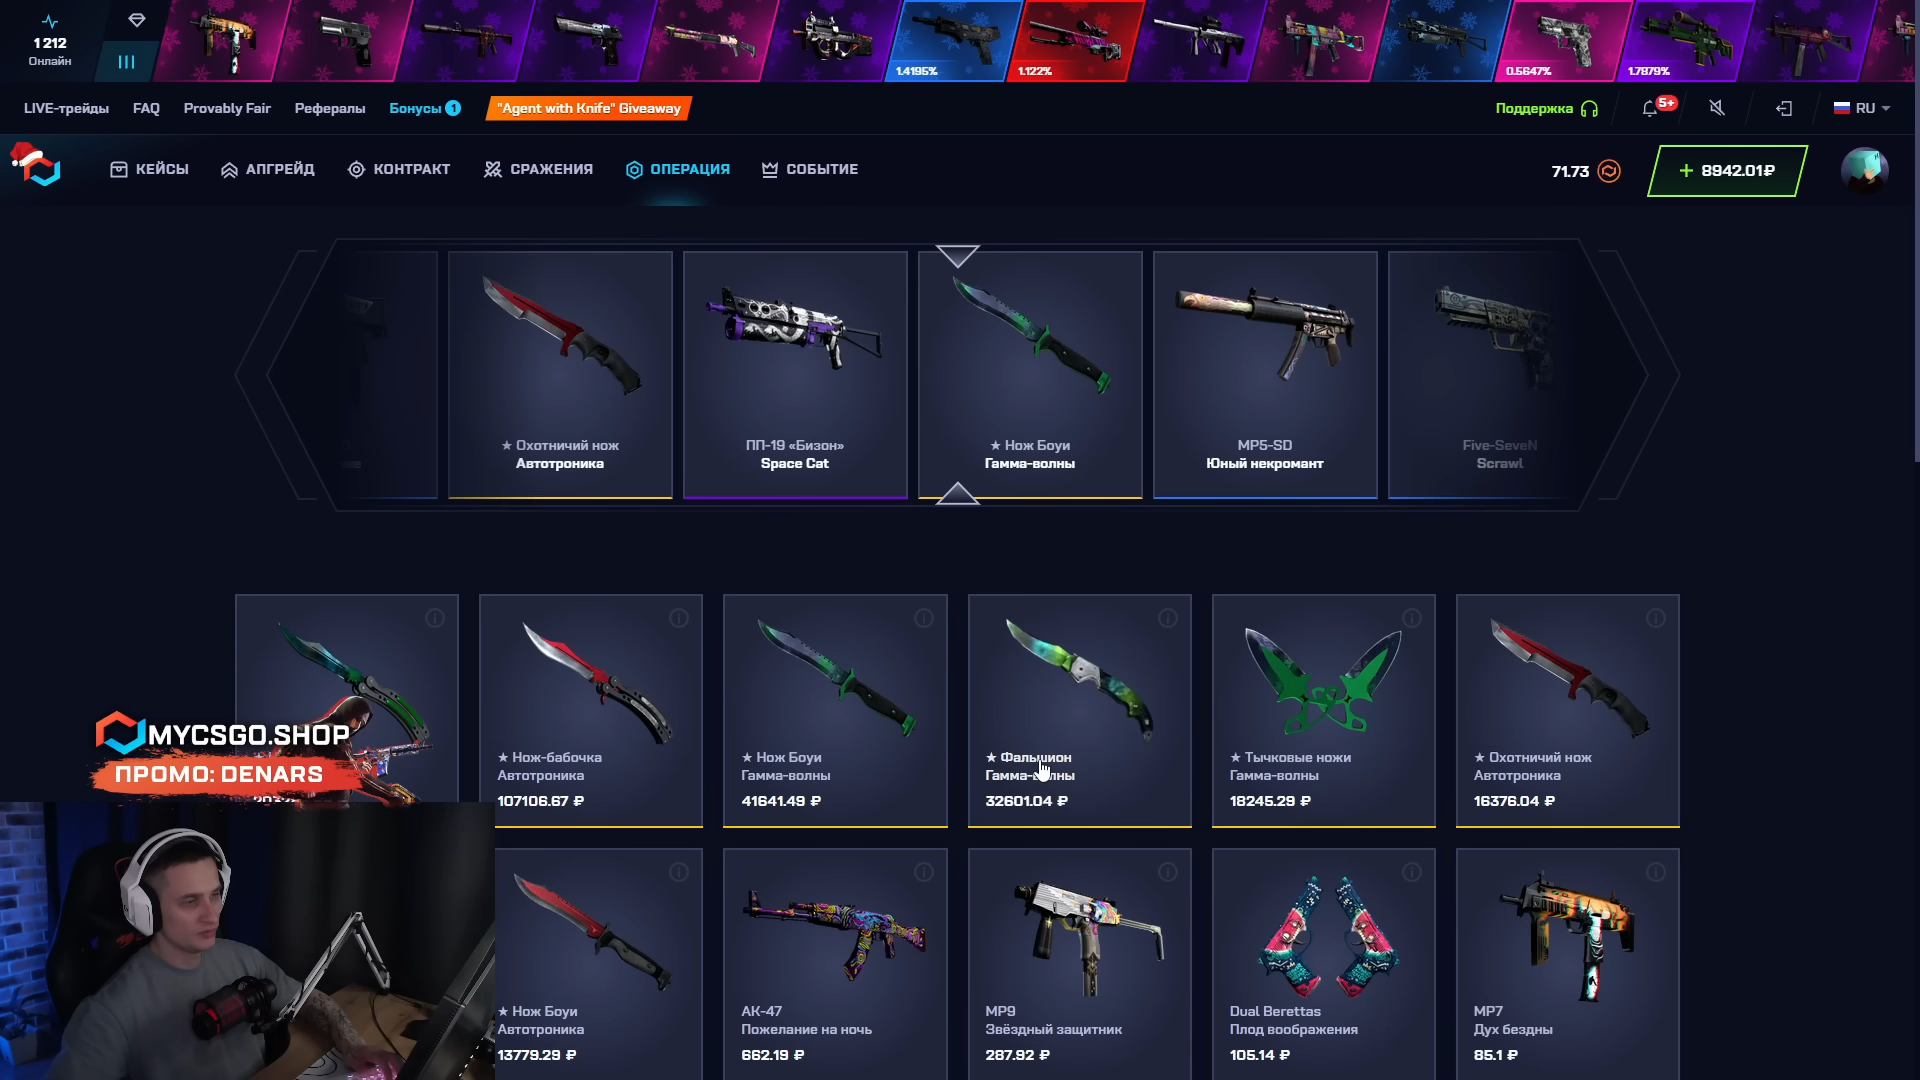 1 212
Онлайн
1.4195%
1.122%
0.5647%
1.7879%
LIVE-трейды
FAQ
Provably Fair
Рефералы
Бонусы 1
"Agent with Knife" Giveaway
Поддержка
5+
RU
КЕЙСЫ
АПГРЕЙД
КОНТРАКТ
СРАЖЕНИЯ
ОПЕРАЦИЯ
СОБЫТИЕ
71.73
+ 8942.01₽
★ Охотничий нож
Автотроника
ПП-19 «Бизон»
Space Cat
★ Нож Боуи
Гамма-волны
MP5-SD
Юный некромант
Five-SeveN
Scrawl
★ Нож-бабочка
Автотроника
107106.67 ₽
★ Нож Боуи
Гамма-волны
41641.49 ₽
★ Фальшион
Гамма-волны
32601.04 ₽
★ Тычковые ножи
Гамма-волны
18245.29 ₽
★ Охотничий нож
Автотроника
16376.04 ₽
MYCSGO.SHOP
ПРОМО: DENARS
★ Нож Боуи
Автотроника
13779.29 ₽
АК-47
Пожелание на ночь
662.19 ₽
MP9
Звёздный защитник
287.92 ₽
Dual Berettas
Плод воображения
105.14 ₽
MP7
Дух бездны
85.1 ₽